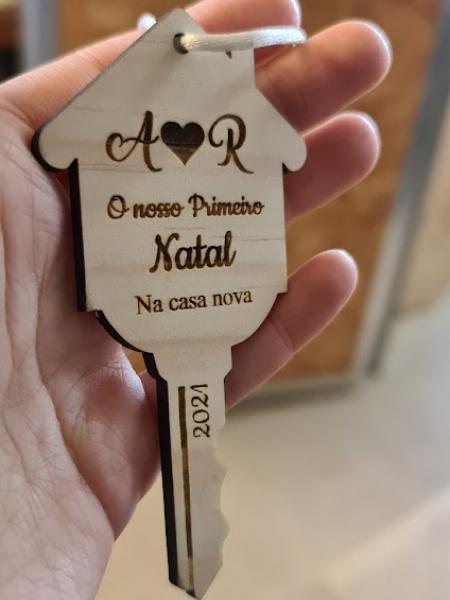 A♥R
O nosso Primeiro
Natal
Na casa nova
2021